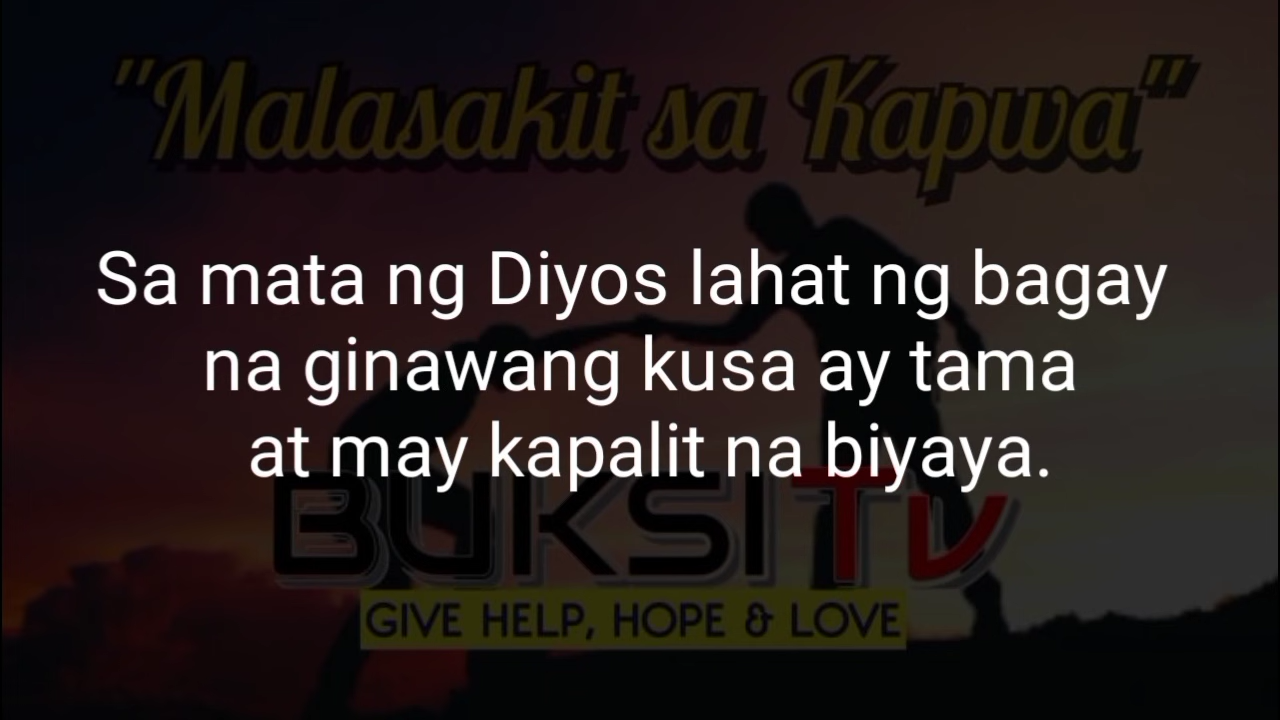 "Malasakit sa Kapwa"
Sa mata ng Diyos lahat ng bagay
na ginawang kusa ay tama
at may kapalit na biyaya.
BUKSI Tv
GIVE HELP, HOPE & LOVE